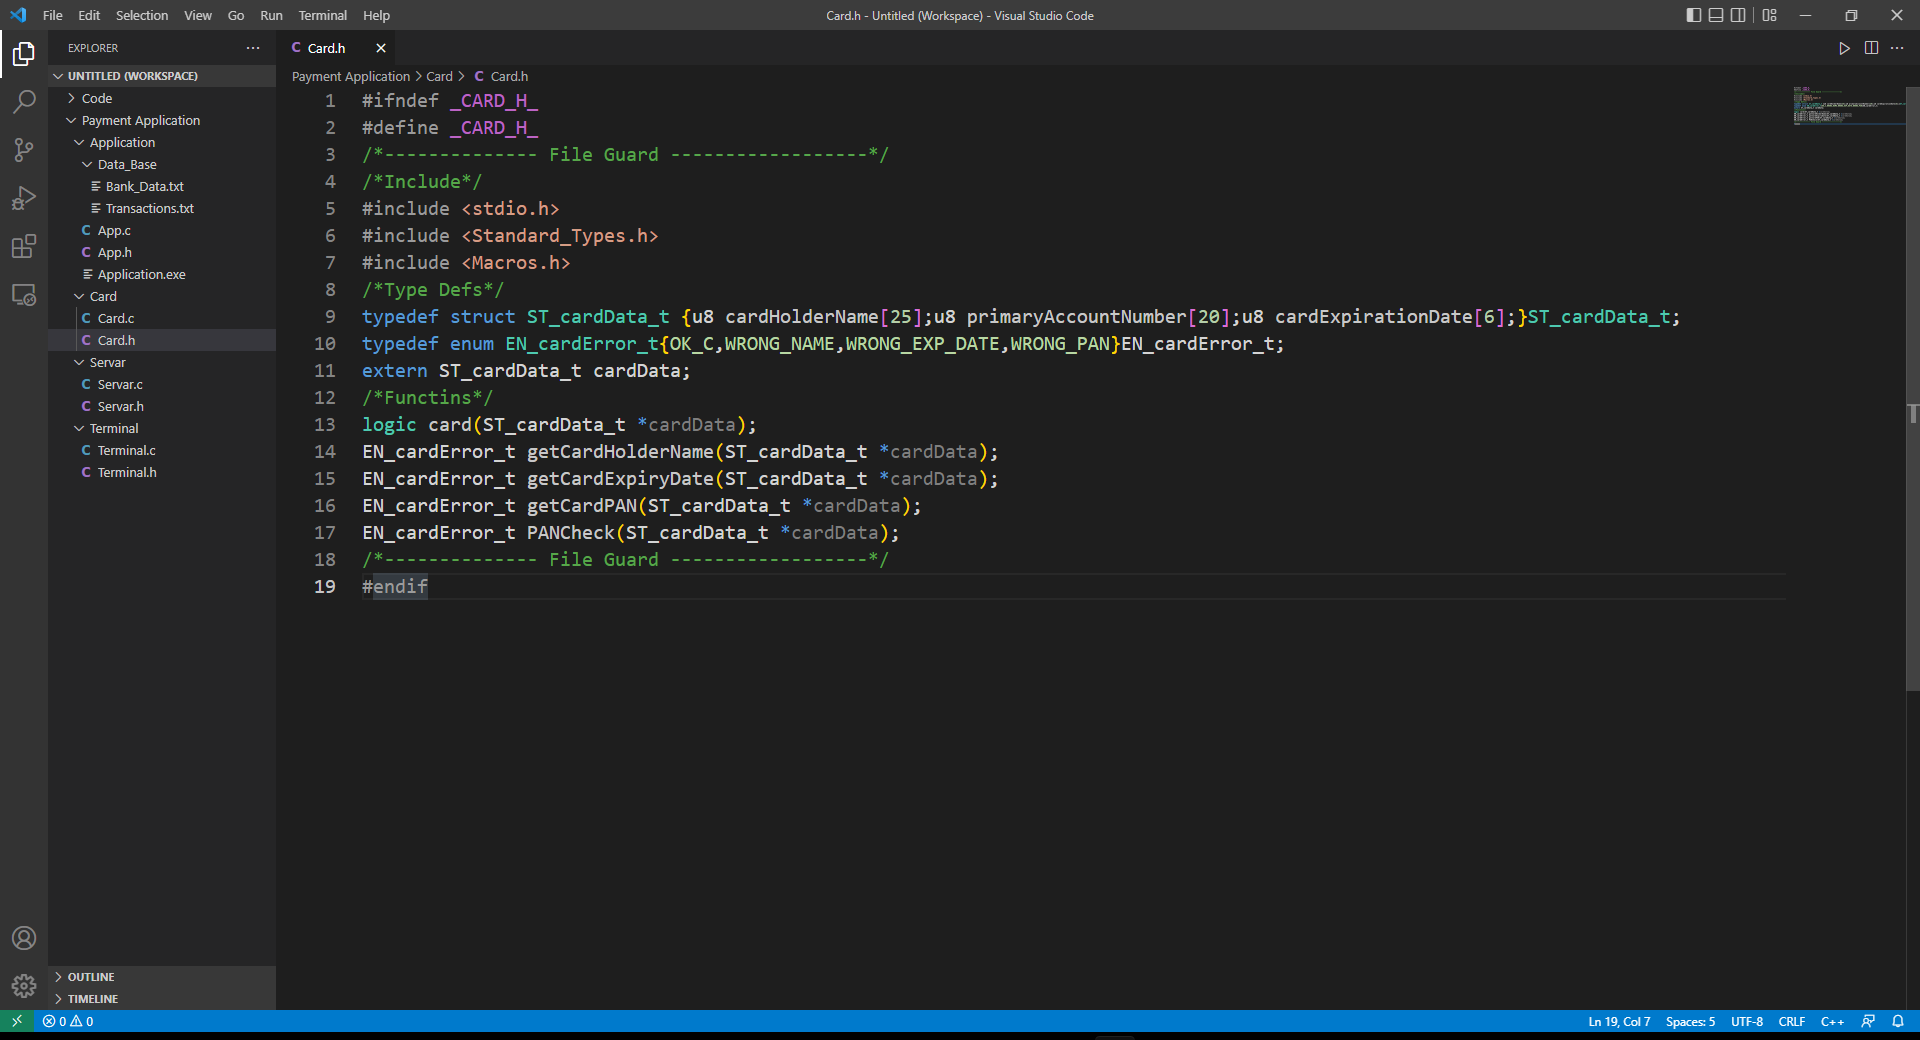 File Edit Selection View Go Run Terminal Help
Card.h - Untitled (Workspace) - Visual Studio Code
EXPLORER
UNTITLED (WORKSPACE)
Code
Payment Application
Application
Data_Base
Bank_Data.txt
Transactions.txt
C App.c
C App.h
Application.exe
Card
C Card.c
C Card.h
Servar
C Servar.c
C Servar.h
Terminal
C Terminal.c
C Terminal.h
OUTLINE
TIMELINE
C Card.h
Payment Application > Card > C Card.h
1 #ifndef _CARD_H_
2 #define _CARD_H_
3 /*-------------- File Guard ------------------*/
4 /*Include*/
5 #include <stdio.h>
6 #include <Standard_Types.h>
7 #include <Macros.h>
8 /*Type Defs*/
9 typedef struct ST_cardData_t {u8 cardHolderName[25];u8 primaryAccountNumber[20];u8 cardExpirationDate[6];}ST_cardData_t;
10 typedef enum EN_cardError_t{OK_C,WRONG_NAME,WRONG_EXP_DATE,WRONG_PAN}EN_cardError_t;
11 extern ST_cardData_t cardData;
12 /*Functins*/
13 logic card(ST_cardData_t *cardData);
14 EN_cardError_t getCardHolderName(ST_cardData_t *cardData);
15 EN_cardError_t getCardExpiryDate(ST_cardData_t *cardData);
16 EN_cardError_t getCardPAN(ST_cardData_t *cardData);
17 EN_cardError_t PANCheck(ST_cardData_t *cardData);
18 /*-------------- File Guard ------------------*/
19 #endif
0 0
Ln 19, Col 7 Spaces: 5 UTF-8 CRLF C++